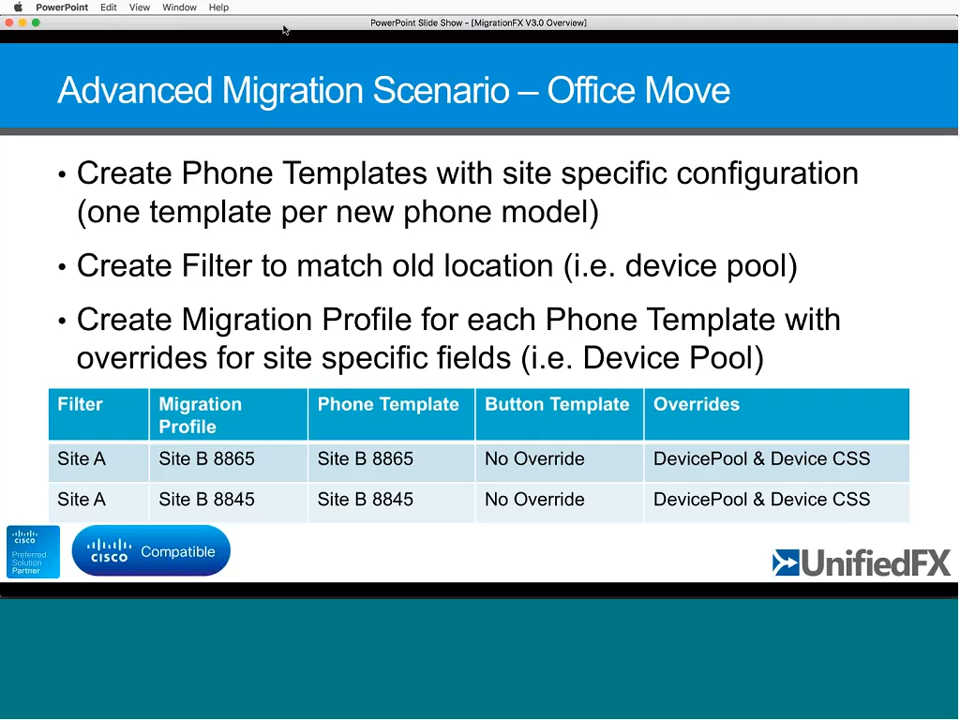 PowerPoint Edit View Window Help
PowerPoint Slide Show - [MigrationFX V3.0 Overview]
Advanced Migration Scenario – Office Move
• Create Phone Templates with site specific configuration
(one template per new phone model)
• Create Filter to match old location (i.e. device pool)
• Create Migration Profile for each Phone Template with
overrides for site specific fields (i.e. Device Pool)
Filter Migration Profile Phone Template Button Template Overrides
Site A Site B 8865 Site B 8865 No Override DevicePool & Device CSS
Site A Site B 8845 Site B 8845 No Override DevicePool & Device CSS
CISCO
Preferred
Solution
Partner
CISCO Compatible
UnifiedFX